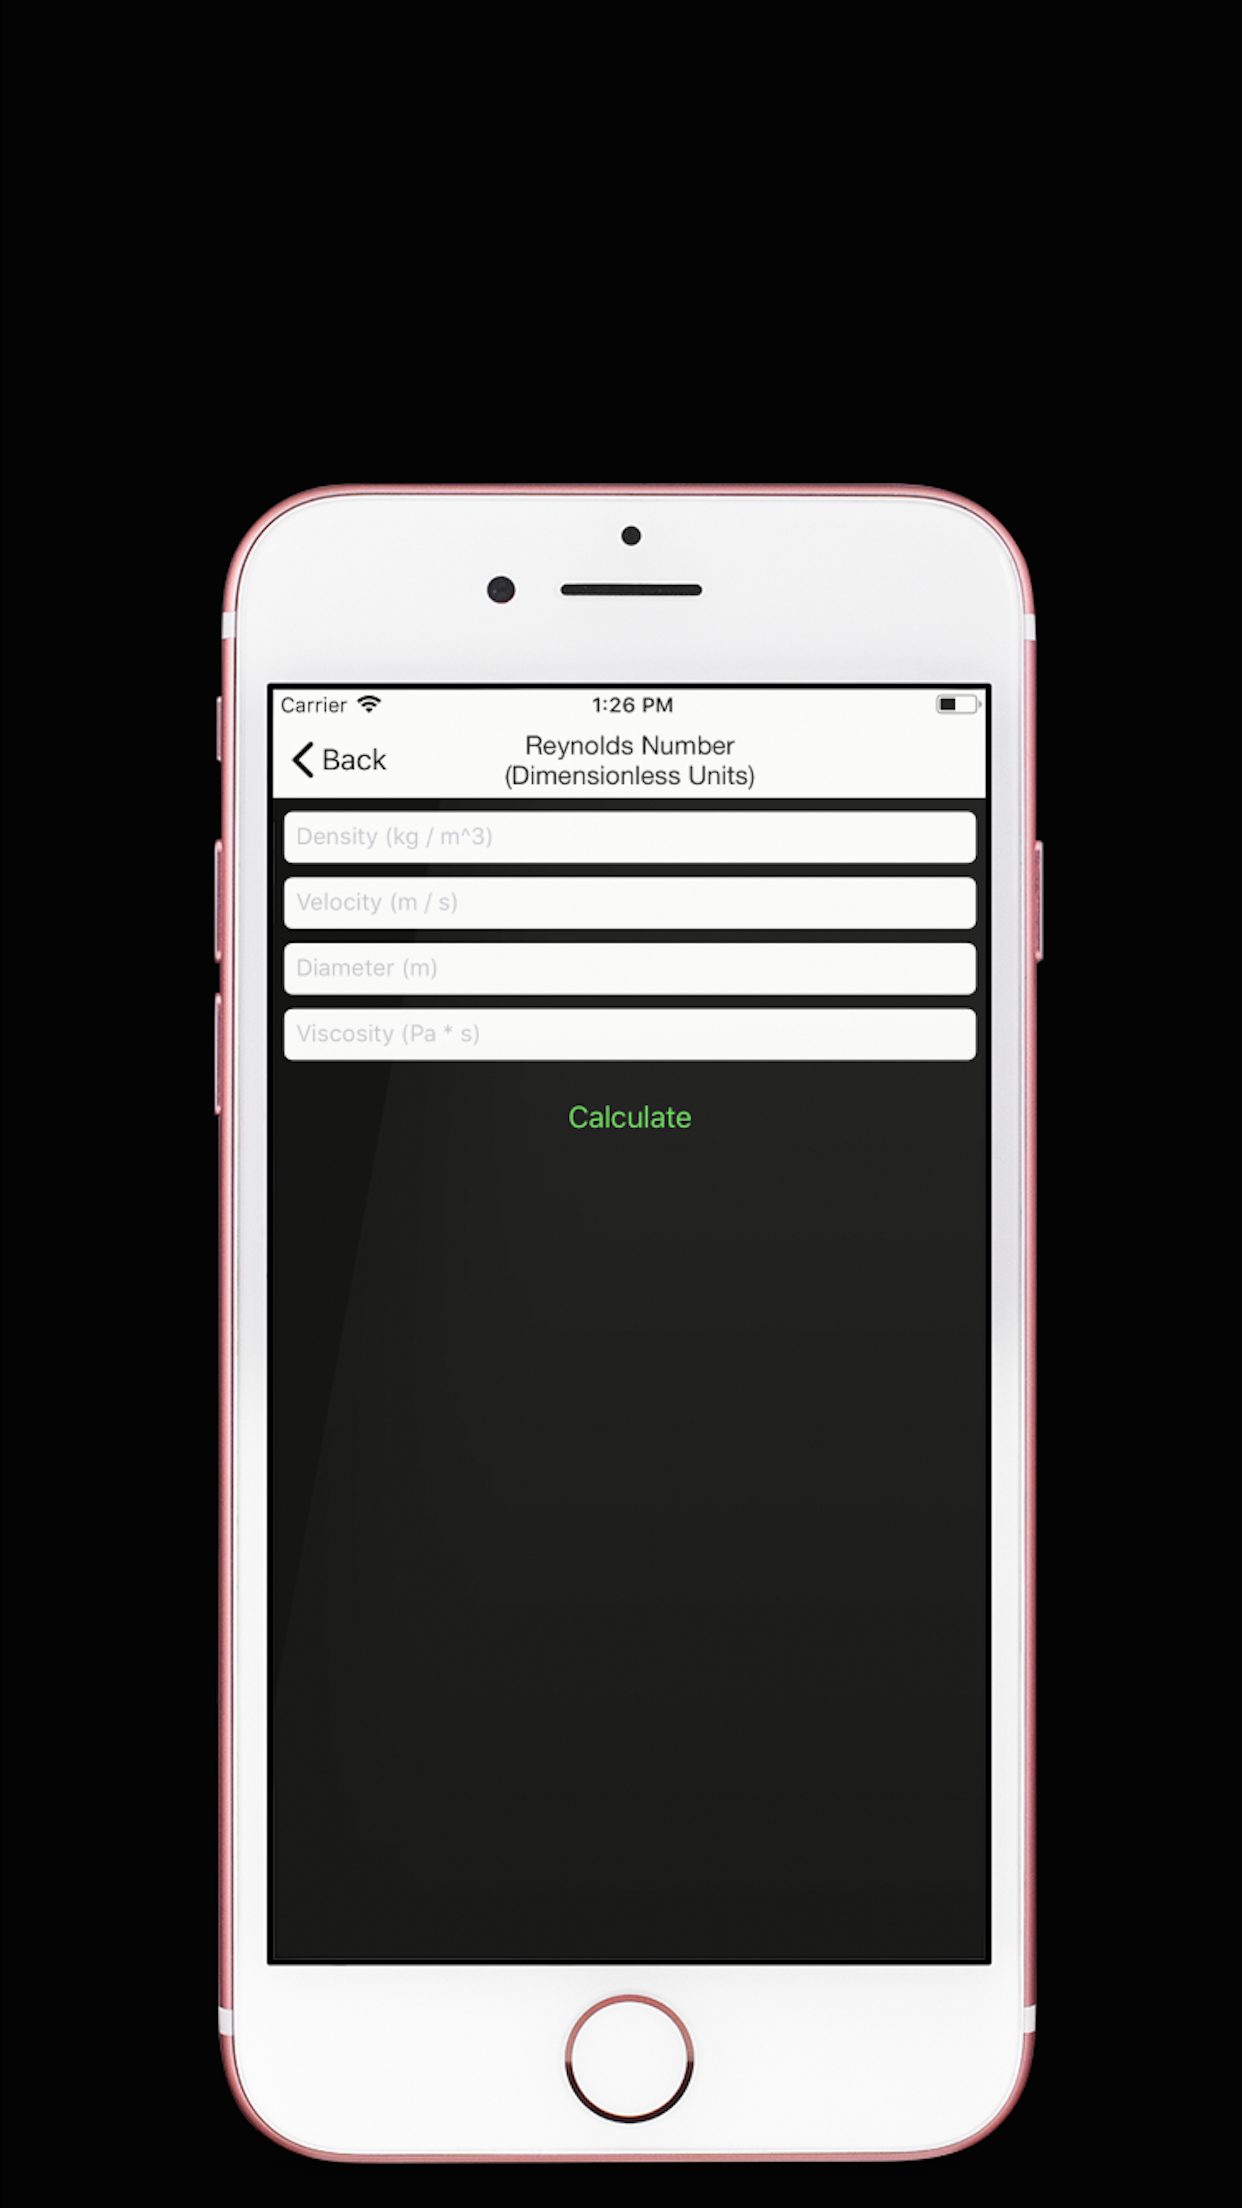 Carrier 1:26 PM
Back
Reynolds Number
(Dimensionless Units)
Density (kg / m^3)
Velocity (m / s)
Diameter (m)
Viscosity (Pa * s)
Calculate